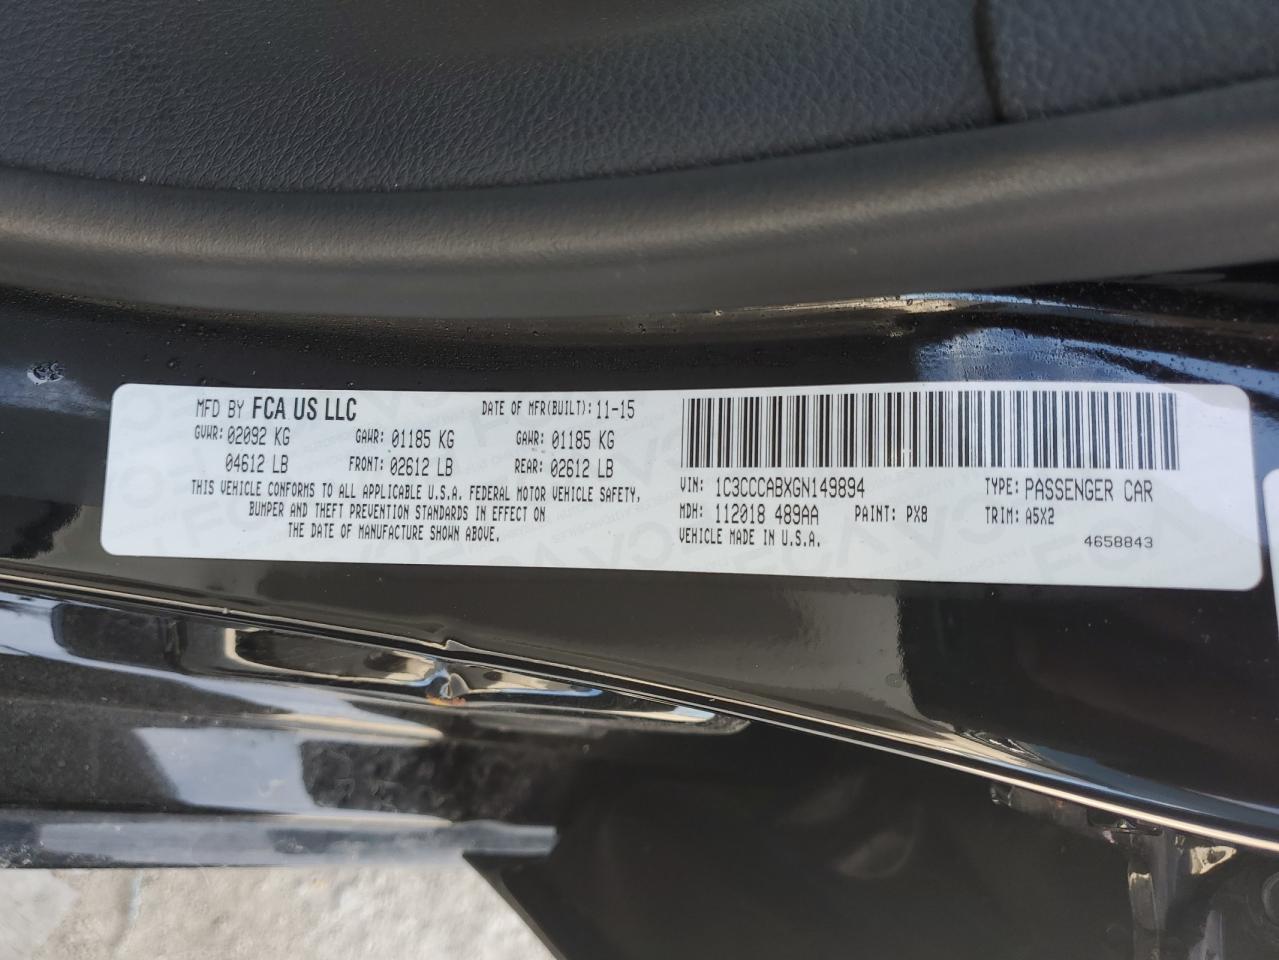 MFD BY FCA US LLC DATE OF MFR(BUILT): 11-15
GVWR: 02092 KG GAWR: 01185 KG GAWR: 01185 KG
04612 LB FRONT: 02612 LB REAR: 02612 LB
THIS VEHICLE CONFORMS TO ALL APPLICABLE U.S.A. FEDERAL MOTOR VEHICLE SAFETY,
BUMPER AND THEFT PREVENTION STANDARDS IN EFFECT ON
THE DATE OF MANUFACTURE SHOWN ABOVE.
VIN: 1C3CCCABXGN149894 TYPE: PASSENGER CAR
MDH: 112018 489AA PAINT: PX8 TRIM: A5X2
VEHICLE MADE IN U.S.A. 4658843